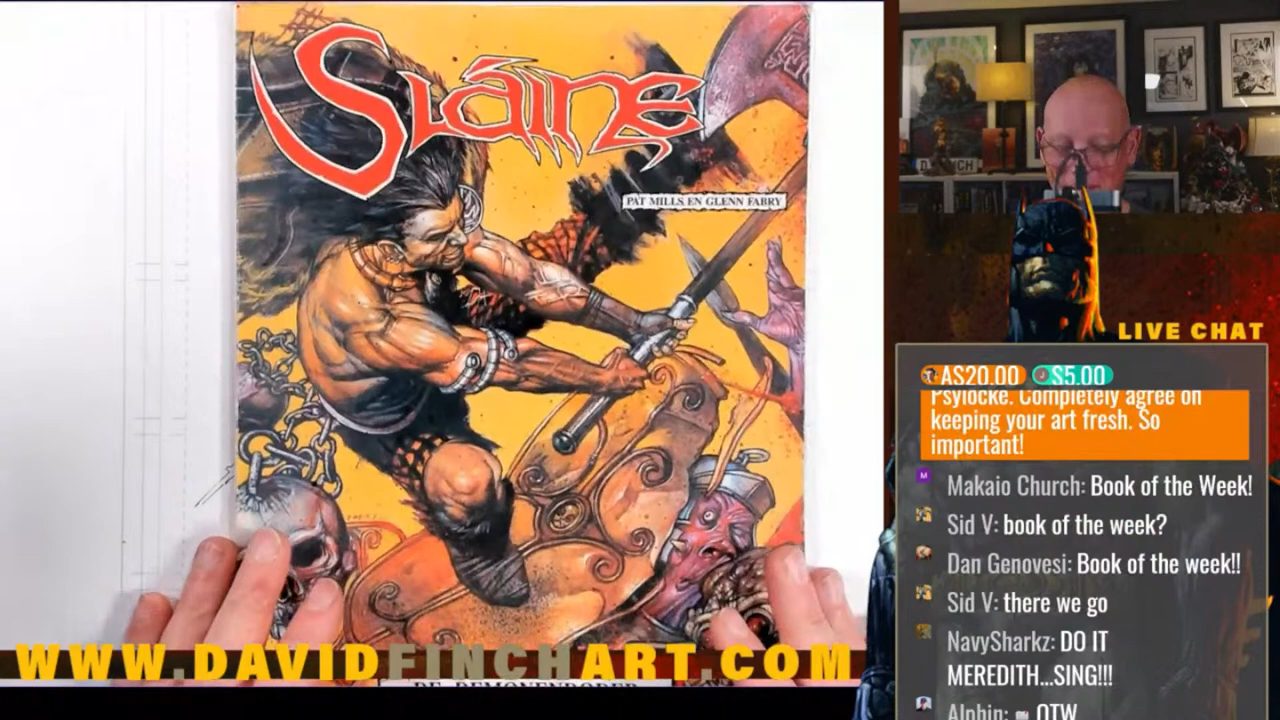 Sláine
PAT MILLS EN GLENN FABRY
WWW.DAVIDFINCHART.COM
LIVE CHAT
A$20.00 $5.00
Psylocke. Completely agree on
keeping your art fresh. So
important!
Makaio Church: Book of the Week!
Sid V: book of the week?
Dan Genovesi: Book of the week!!
Sid V: there we go
NavySharkz: DO IT
MEREDITH...SING!!!
Alphin: OTW